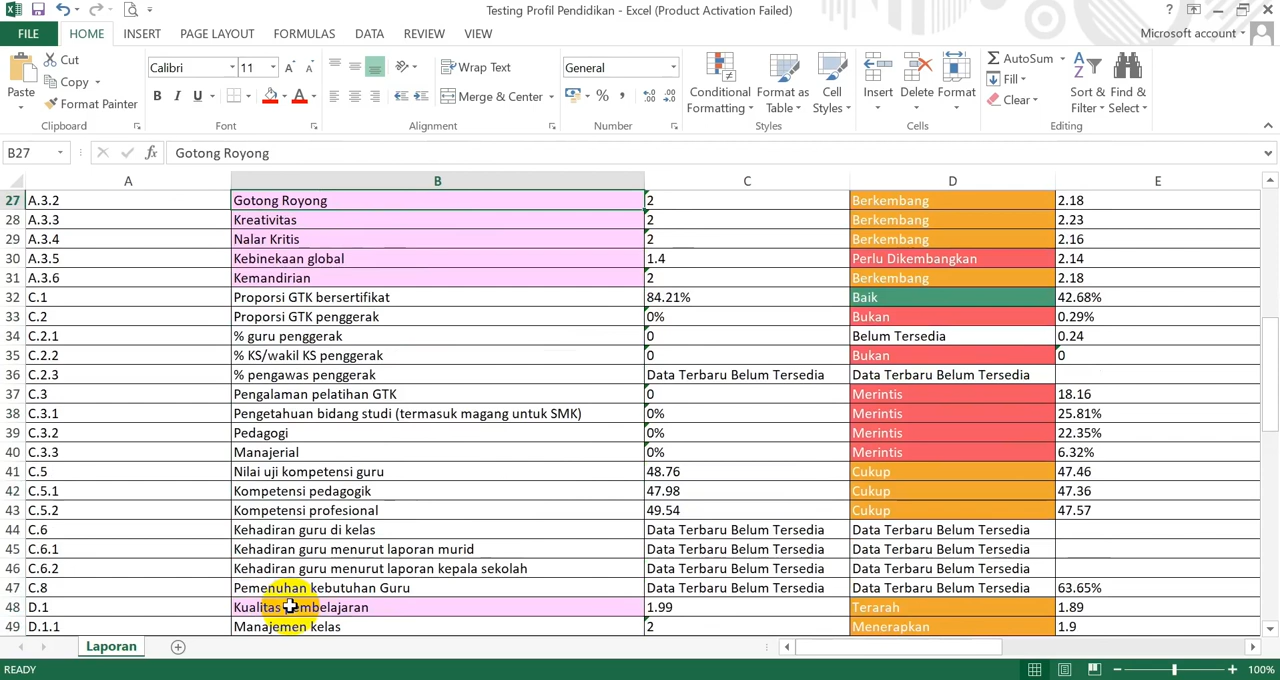 Testing Profil Pendidikan - Excel (Product Activation Failed)
FILE HOME INSERT PAGE LAYOUT FORMULAS DATA REVIEW VIEW Microsoft account
Paste Cut Copy Format Painter Clipboard
Calibri 11 B I U A Font
Wrap Text Merge & Center Alignment
General % , Number
Conditional Formatting Format as Table Cell Styles Styles
Insert Delete Format Cells
AutoSum Fill Clear Sort & Filter Find & Select Editing
B27 fx Gotong Royong
A B C D E
27 A.3.2 Gotong Royong 2 Berkembang 2.18
28 A.3.3 Kreativitas 2 Berkembang 2.23
29 A.3.4 Nalar Kritis 2 Berkembang 2.16
30 A.3.5 Kebinekaan global 1.4 Perlu Dikembangkan 2.14
31 A.3.6 Kemandirian 2 Berkembang 2.18
32 C.1 Proporsi GTK bersertifikat 84.21% Baik 42.68%
33 C.2 Proporsi GTK penggerak 0% Bukan 0.29%
34 C.2.1 % guru penggerak 0 Belum Tersedia 0.24
35 C.2.2 % KS/wakil KS penggerak 0 Bukan 0
36 C.2.3 % pengawas penggerak Data Terbaru Belum Tersedia Data Terbaru Belum Tersedia
37 C.3 Pengalaman pelatihan GTK 0 Merintis 18.16
38 C.3.1 Pengetahuan bidang studi (termasuk magang untuk SMK) 0% Merintis 25.81%
39 C.3.2 Pedagogi 0% Merintis 22.35%
40 C.3.3 Manajerial 0% Merintis 6.32%
41 C.5 Nilai uji kompetensi guru 48.76 Cukup 47.46
42 C.5.1 Kompetensi pedagogik 47.98 Cukup 47.36
43 C.5.2 Kompetensi profesional 49.54 Cukup 47.57
44 C.6 Kehadiran guru di kelas Data Terbaru Belum Tersedia Data Terbaru Belum Tersedia
45 C.6.1 Kehadiran guru menurut laporan murid Data Terbaru Belum Tersedia Data Terbaru Belum Tersedia
46 C.6.2 Kehadiran guru menurut laporan kepala sekolah Data Terbaru Belum Tersedia Data Terbaru Belum Tersedia
47 C.8 Pemenuhan kebutuhan Guru Data Terbaru Belum Tersedia Data Terbaru Belum Tersedia 63.65%
48 D.1 Kualitas Pembelajaran 1.99 Terarah 1.89
49 D.1.1 Manajemen kelas 2 Menerapkan 1.9
Laporan
READY 100%